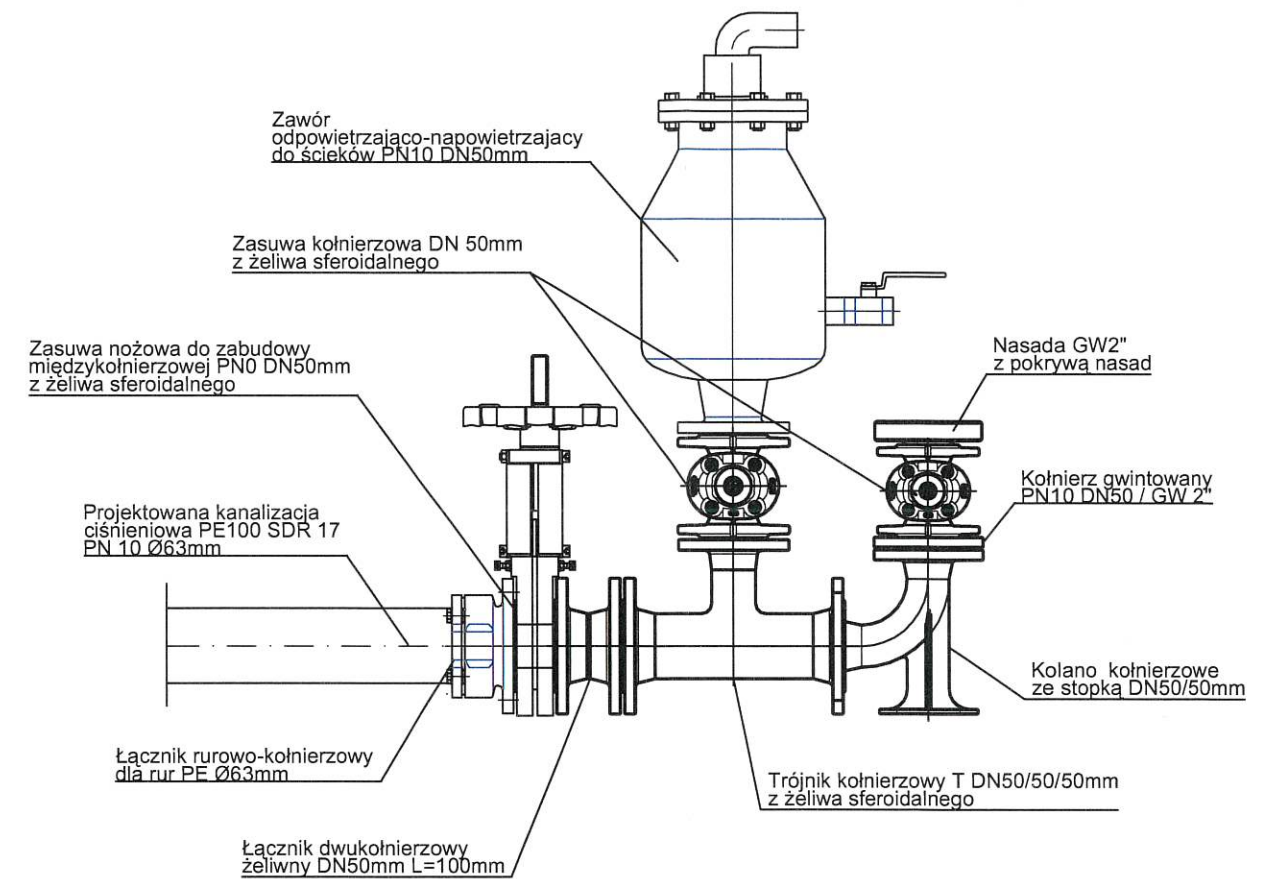 Zawór
odpowietrzająco-napowietrzajacy
do ścieków PN10 DN50mm
Zasuwa kołnierzowa DN 50mm
z żeliwa sferoidalnego
Zasuwa nożowa do zabudowy
międzykołnierzowej PN0 DN50mm
z żeliwa sferoidalnego
Nasada GW2"
z pokrywą nasad
Kołnierz gwintowany
PN10 DN50 / GW 2"
Projektowana kanalizacja
ciśnieniowa PE100 SDR 17
PN 10 Ø63mm
Kolano kołnierzowe
ze stopką DN50/50mm
Łącznik rurowo-kołnierzowy
dla rur PE Ø63mm
Trójnik kołnierzowy T DN50/50/50mm
z żeliwa sferoidalnego
Łącznik dwukołnierzowy
żeliwny DN50mm L=100mm